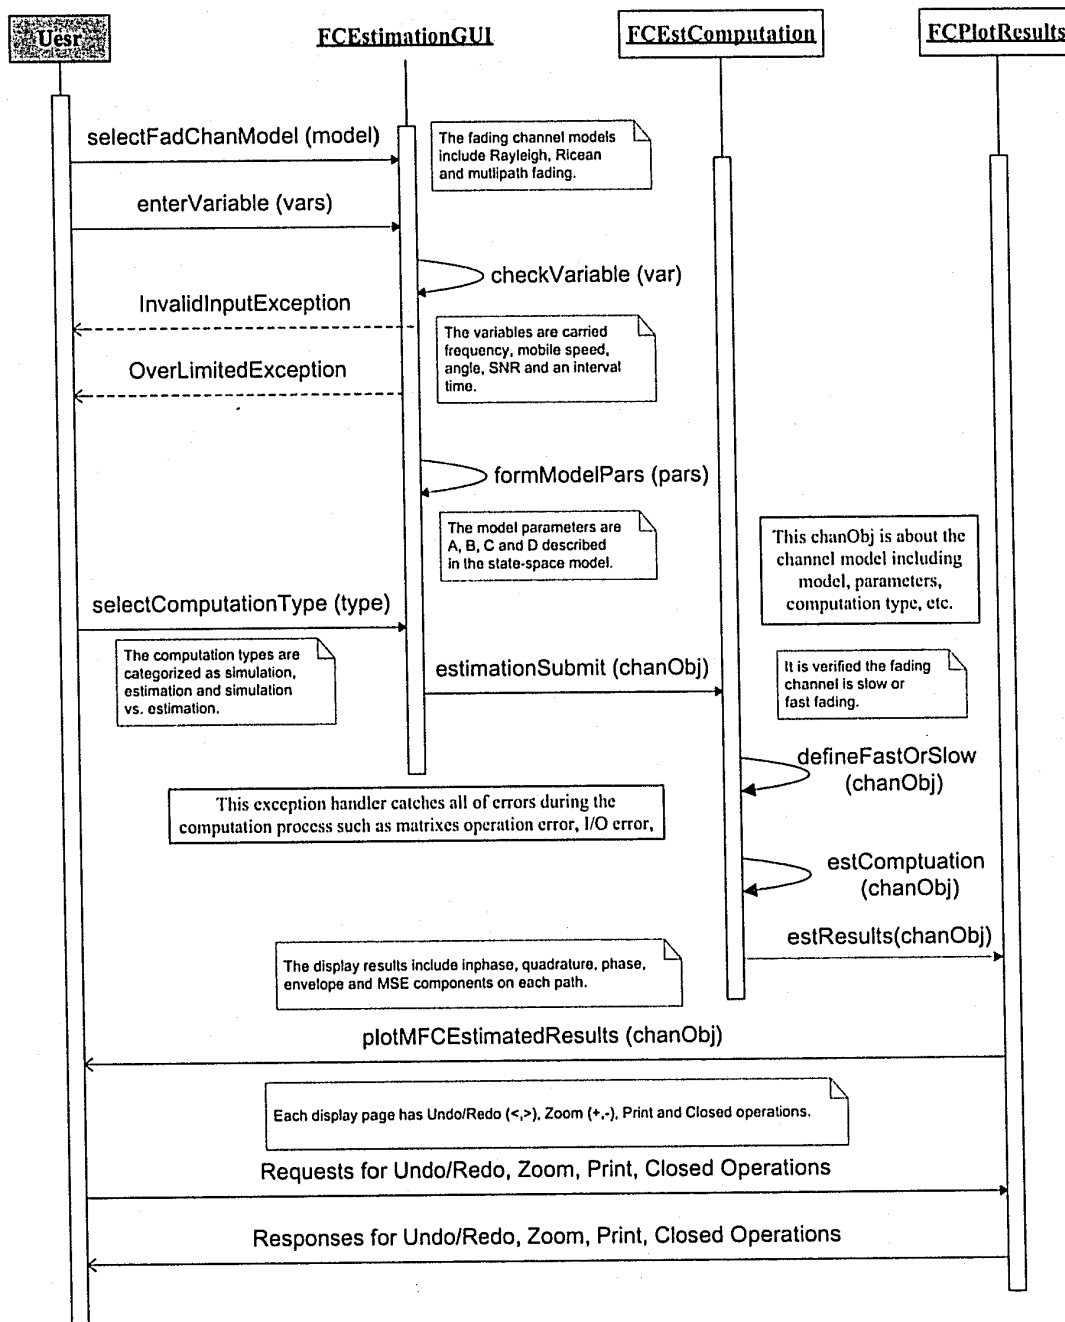 Uesr
FCEstimationGUI
FCEstComputation
FCPlotResults
selectFadChanModel (model)
The fading channel models
include Rayleigh, Ricean
and mutlipath fading.
enterVariable (vars)
checkVariable (var)
InvalidInputException
The variables are carried
frequency, mobile speed,
angle, SNR and an interval
time.
OverLimitedException
formModelPars (pars)
The model parameters are
A, B, C and D described
in the state-space model.
This chanObj is about the
channel model including
model, parameters,
computation type, etc.
selectComputationType (type)
The computation types are
categorized as simulation,
estimation and simulation
vs. estimation.
estimationSubmit (chanObj)
It is verified the fading
channel is slow or
fast fading.
defineFastOrSlow
(chanObj)
This exception handler catches all of errors during the
computation process such as matrixes operation error, I/O error,
estComptuation
(chanObj)
estResults(chanObj)
The display results include inphase, quadrature, phase,
envelope and MSE components on each path.
plotMFCEstimatedResults (chanObj)
Each display page has Undo/Redo (<,>), Zoom (+,-), Print and Closed operations.
Requests for Undo/Redo, Zoom, Print, Closed Operations
Responses for Undo/Redo, Zoom, Print, Closed Operations